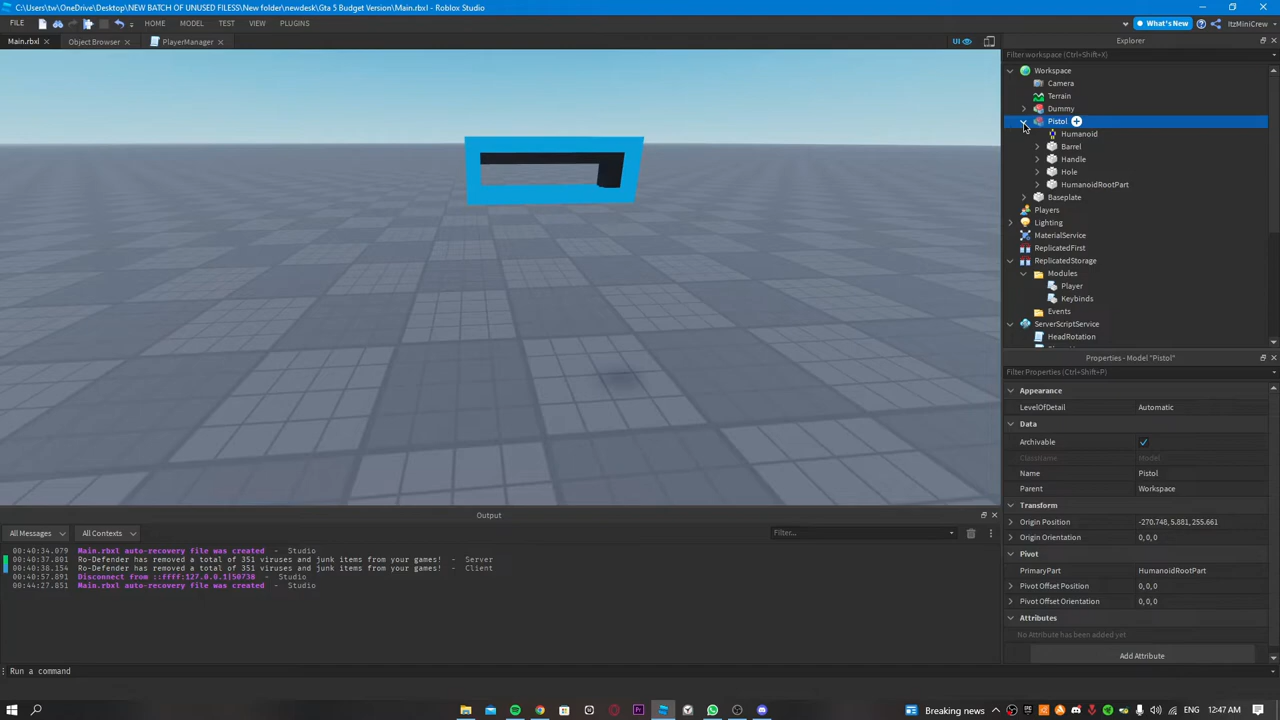 C:\Users\tw\OneDrive\Desktop\NEW BATCH OF UNUSED FILESS\New folder\newdesk\Gta 5 Budget Version\Main.rbxl - Roblox Studio
FILE HOME MODEL TEST VIEW PLUGINS What's New ItzMiniCrew
Main.rbxl Object Browser PlayerManager UI
Explorer
Filter workspace (Ctrl+Shift+X)
Workspace
Camera
Terrain
Dummy
Pistol
Humanoid
Barrel
Handle
Hole
HumanoidRootPart
Baseplate
Players
Lighting
MaterialService
ReplicatedFirst
ReplicatedStorage
Modules
Player
Keybinds
Events
ServerScriptService
HeadRotation
Properties - Model "Pistol"
Filter Properties (Ctrl+Shift+P)
Appearance
LevelOfDetail Automatic
Data
Archivable
Classname Model
Name Pistol
Parent Workspace
Transform
Origin Position -270.748, 5.881, 255.661
Origin Orientation 0, 0, 0
Pivot
PrimaryPart HumanoidRootPart
Pivot Offset Position 0, 0, 0
Pivot Offset Orientation 0, 0, 0
Attributes
No Attribute has been added yet
Add Attribute
Output
All Messages All Contexts Filter...
00:40:34.079 Main.rbxl auto-recovery file was created - Studio
00:40:37.801 Ro-Defender has removed a total of 351 viruses and junk items from your games! - Server
00:40:38.154 Ro-Defender has removed a total of 351 viruses and junk items from your games! - Client
00:40:57.891 Disconnect from ::ffff:127.0.0.1|50738 - Studio
00:44:27.851 Main.rbxl auto-recovery file was created - Studio
Run a command
Breaking news ENG 12:47 AM